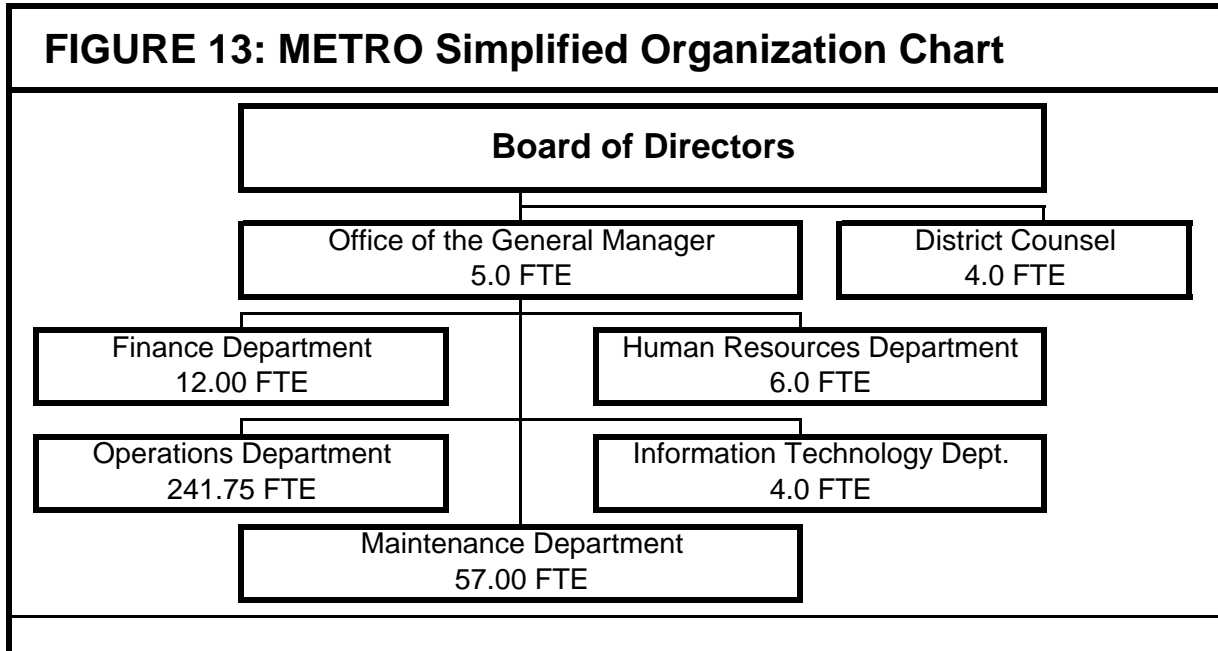 FIGURE 13: METRO Simplified Organization Chart
Board of Directors
Office of the General Manager
5.0 FTE
District Counsel
4.0 FTE
Finance Department
12.00 FTE
Human Resources Department
6.0 FTE
Operations Department
241.75 FTE
Information Technology Dept.
4.0 FTE
Maintenance Department
57.00 FTE